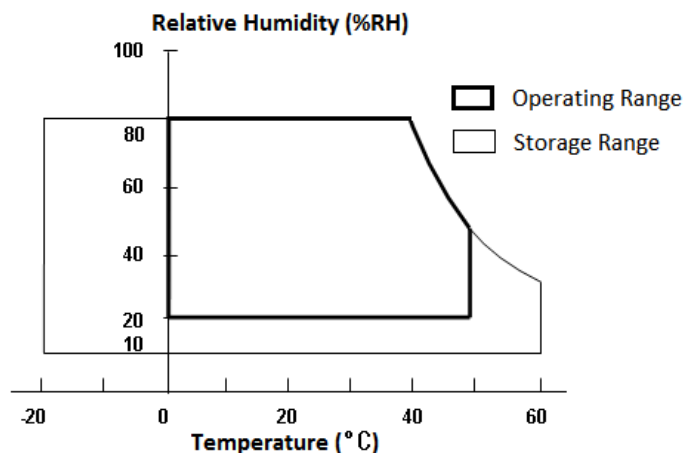 Relative Humidity (%RH)
100
Operating Range
80
Storage Range
60
40
20
10
-20 0 20 40 60
Temperature (°C)